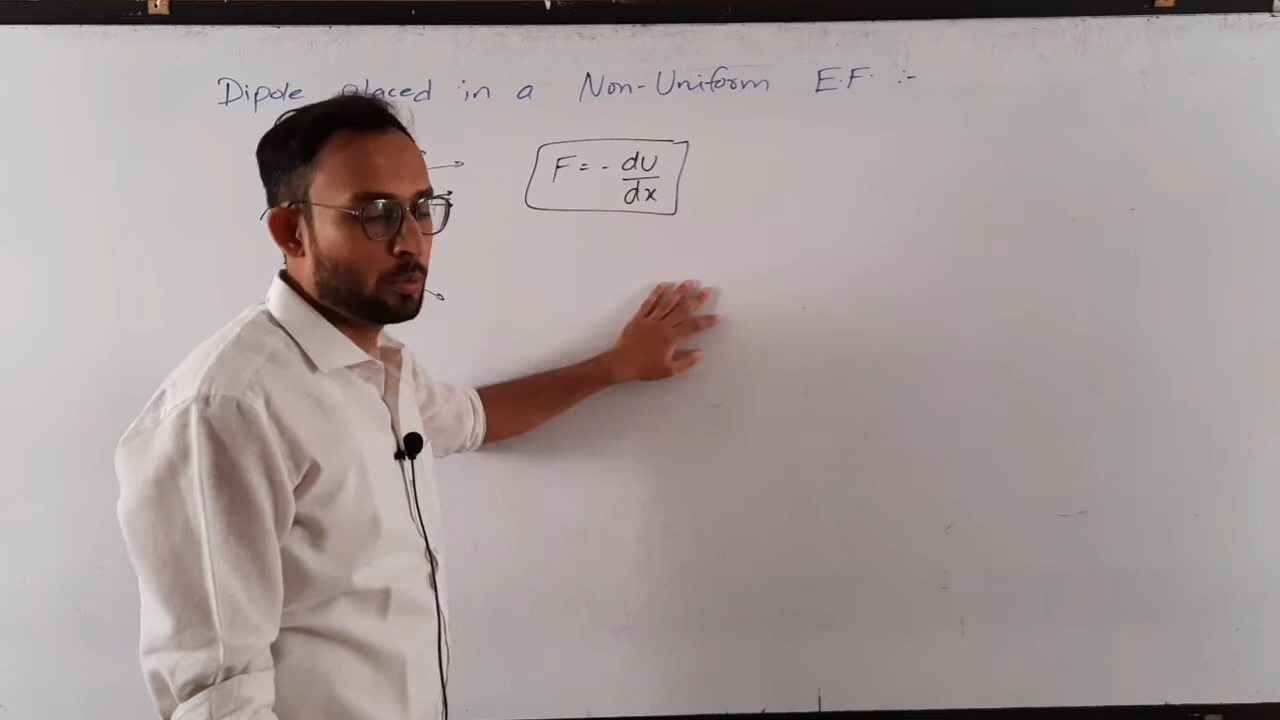 Dipole placed in a Non-Uniform E.F. :-
F = - dU/dx